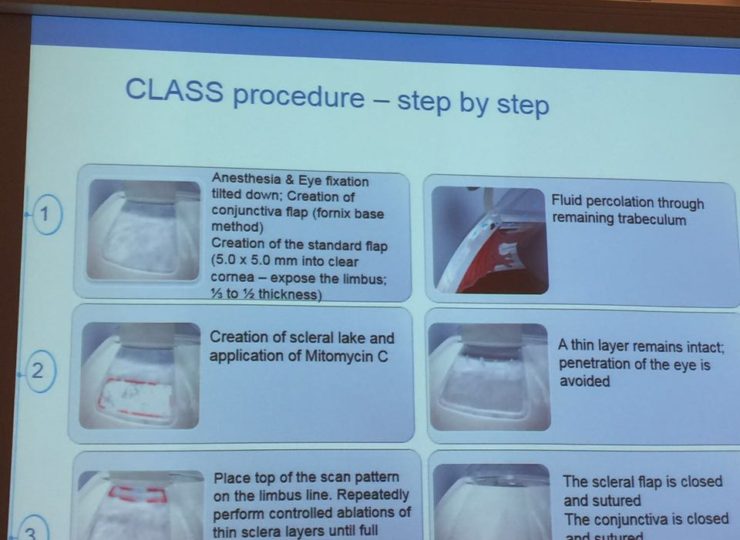 CLASS procedure – step by step
1
Anesthesia & Eye fixation
tilted down; Creation of
conjunctiva flap (fornix base
method)
Creation of the standard flap
(5.0 x 5.0 mm into clear
cornea – expose the limbus;
⅓ to ½ thickness)
Fluid percolation through
remaining trabeculum
2
Creation of scleral lake and
application of Mitomycin C
A thin layer remains intact;
penetration of the eye is
avoided
3
Place top of the scan pattern
on the limbus line. Repeatedly
perform controlled ablations of
thin sclera layers until full
The scleral flap is closed
and sutured
The conjunctiva is closed
and sutured